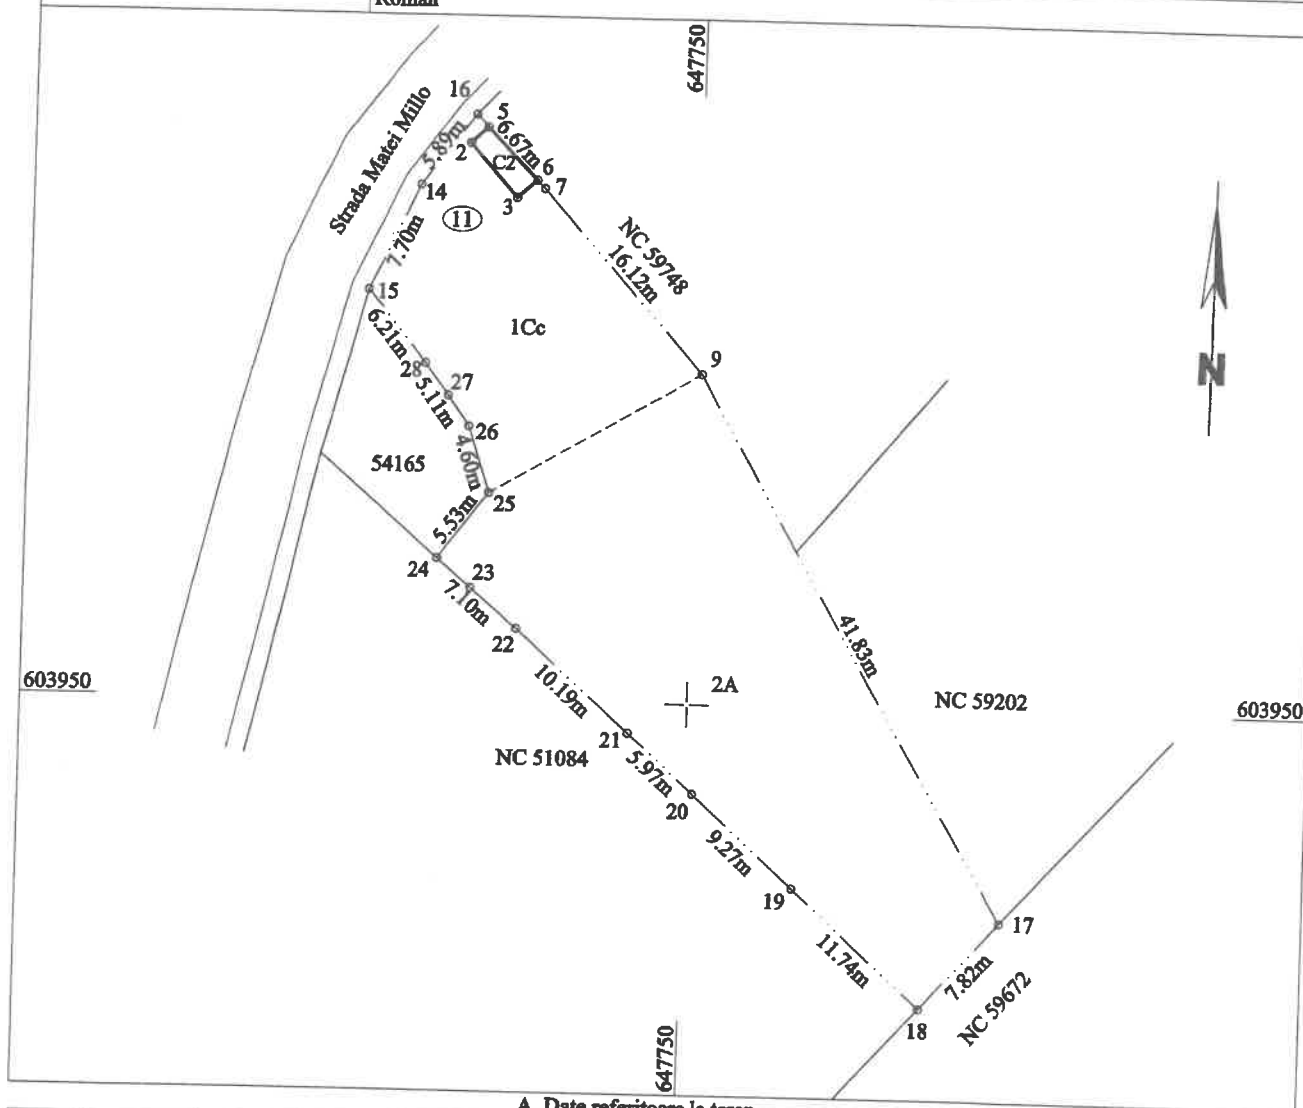 Roman
647750
16
5
Strada Matei Millo
5.89m
6.67m
2
C2
6
7
14
3
11
7.70m
NC 59748
16.12m
15
1Cc
6.21m
9
28
27
5.11m
26
4.60m
54165
25
5.53m
24
23
7.10m
22
41.83m
603950
10.19m
2A
NC 59202
603950
21
NC 51084
5.97m
20
9.27m
19
17
11.74m
7.82m
NC 59672
18
647750
N
A. Date referitoare la teren